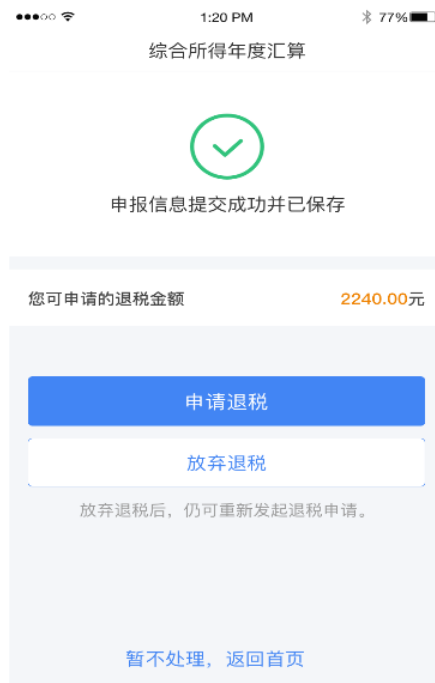 1:20 PM
77%
综合所得年度汇算
申报信息提交成功并已保存
您可申请的退税金额 2240.00元
申请退税
放弃退税
放弃退税后，仍可重新发起退税申请。
暂不处理，返回首页